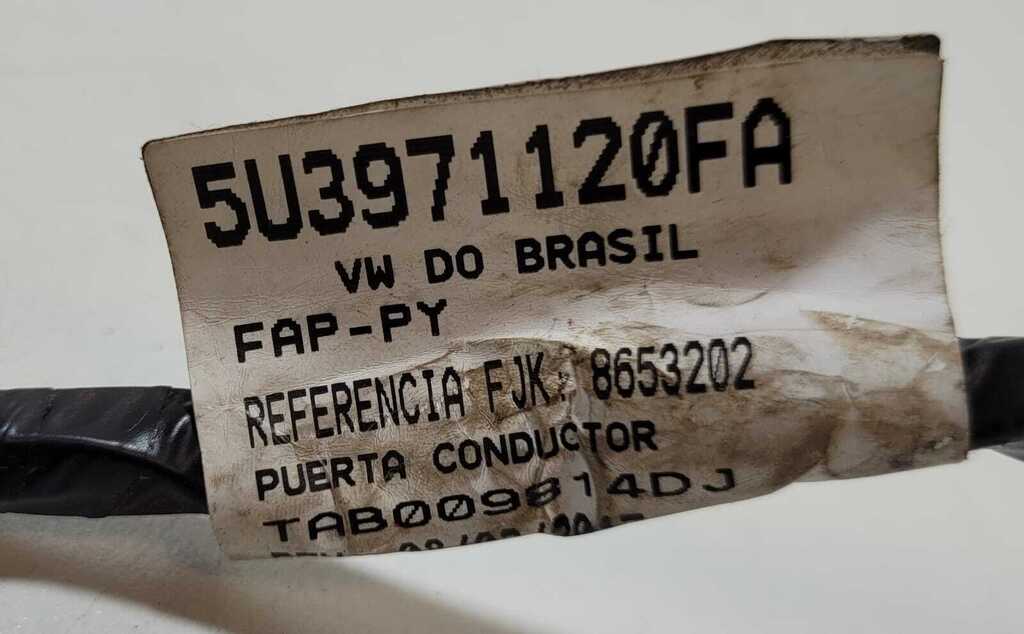 5U3971120FA
VW DO BRASIL
FAP-PY
REFERENCIA FJK: 8653202
PUERTA CONDUCTOR
TAB009814DJ